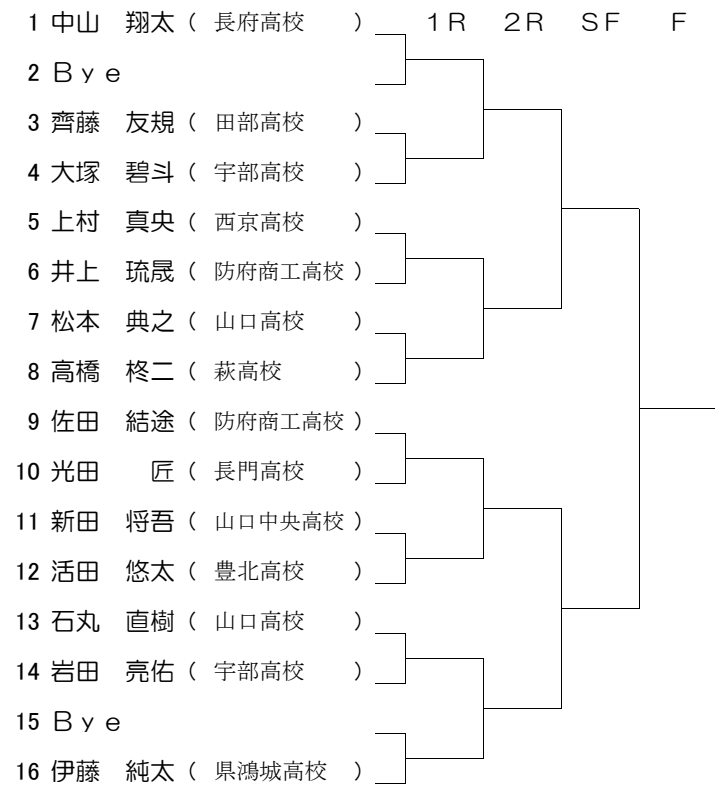 1 中山　翔太（ 長府高校 ） １Ｒ ２Ｒ ＳＦ Ｆ
2 Ｂｙｅ
3 齊藤　友規（ 田部高校 ）
4 大塚　碧斗（ 宇部高校 ）
5 上村　真央（ 西京高校 ）
6 井上　琉晟（ 防府商工高校 ）
7 松本　典之（ 山口高校 ）
8 高橋　柊二（ 萩高校 ）
9 佐田　結途（ 防府商工高校 ）
10 光田　　匠（ 長門高校 ）
11 新田　将吾（ 山口中央高校 ）
12 活田　悠太（ 豊北高校 ）
13 石丸　直樹（ 山口高校 ）
14 岩田　亮佑（ 宇部高校 ）
15 Ｂｙｅ
16 伊藤　純太（ 県鴻城高校 ）